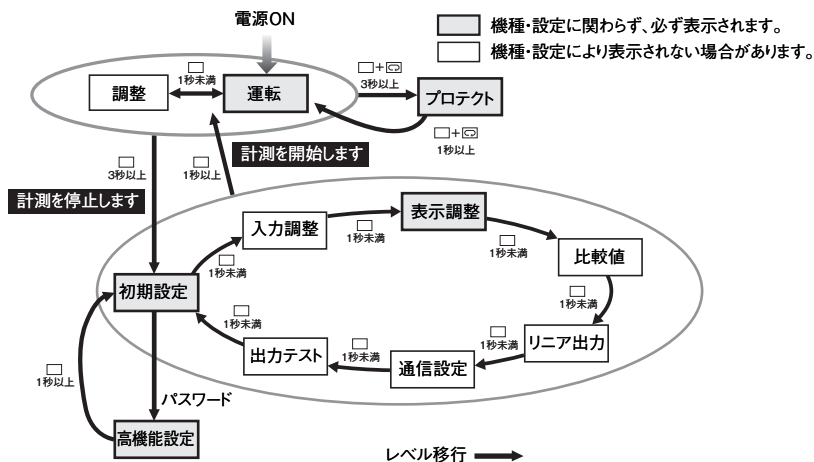 電源ON
機種・設定に関わらず、必ず表示されます。
機種・設定により表示されない場合があります。
調整
1秒未満
運転
+
3秒以上
プロテクト
+
1秒以上
3秒以上
1秒以上
計測を開始します
計測を停止します
入力調整
1秒未満
表示調整
1秒未満
比較値
1秒未満
初期設定
1秒未満
1秒未満
出力テスト
1秒未満
通信設定
1秒未満
リニア出力
1秒以上
パスワード
高機能設定
レベル移行